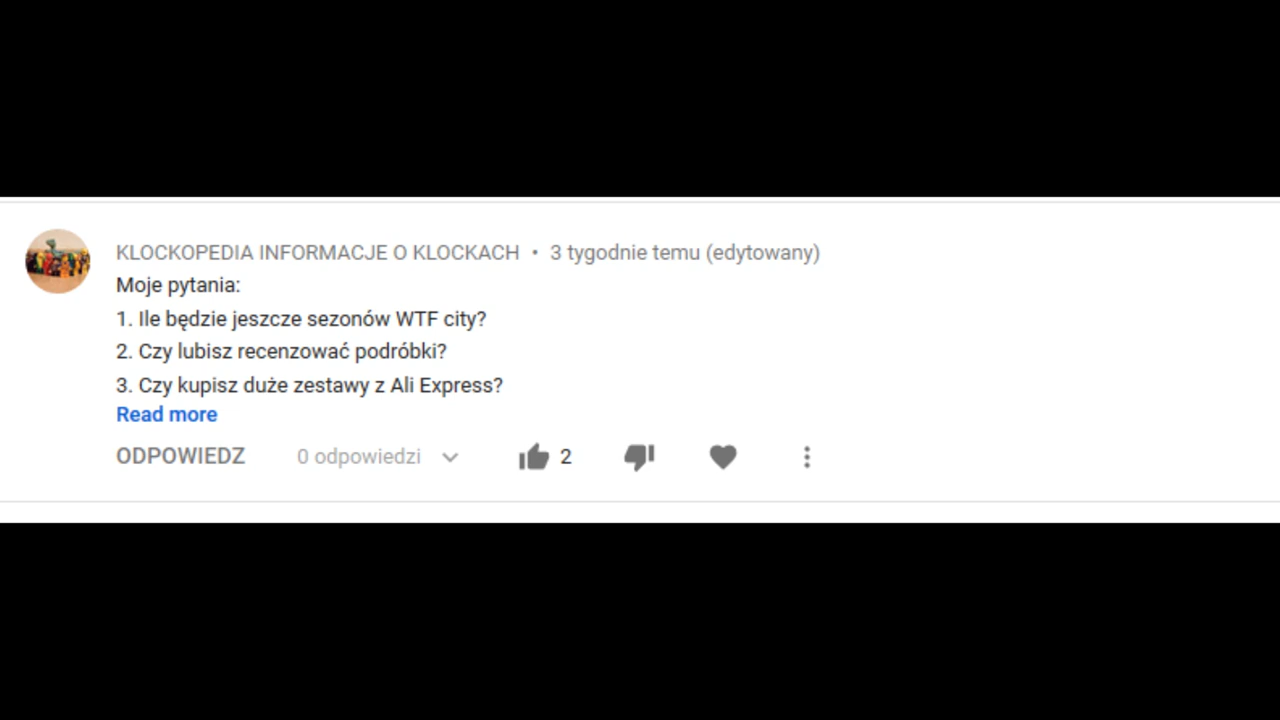 KLOCKOPEDIA INFORMACJE O KLOCKACH • 3 tygodnie temu (edytowany)
Moje pytania:
1. Ile będzie jeszcze sezonów WTF city?
2. Czy lubisz recenzować podróbki?
3. Czy kupisz duże zestawy z Ali Express?
Read more
ODPOWIEDZ 0 odpowiedzi 2